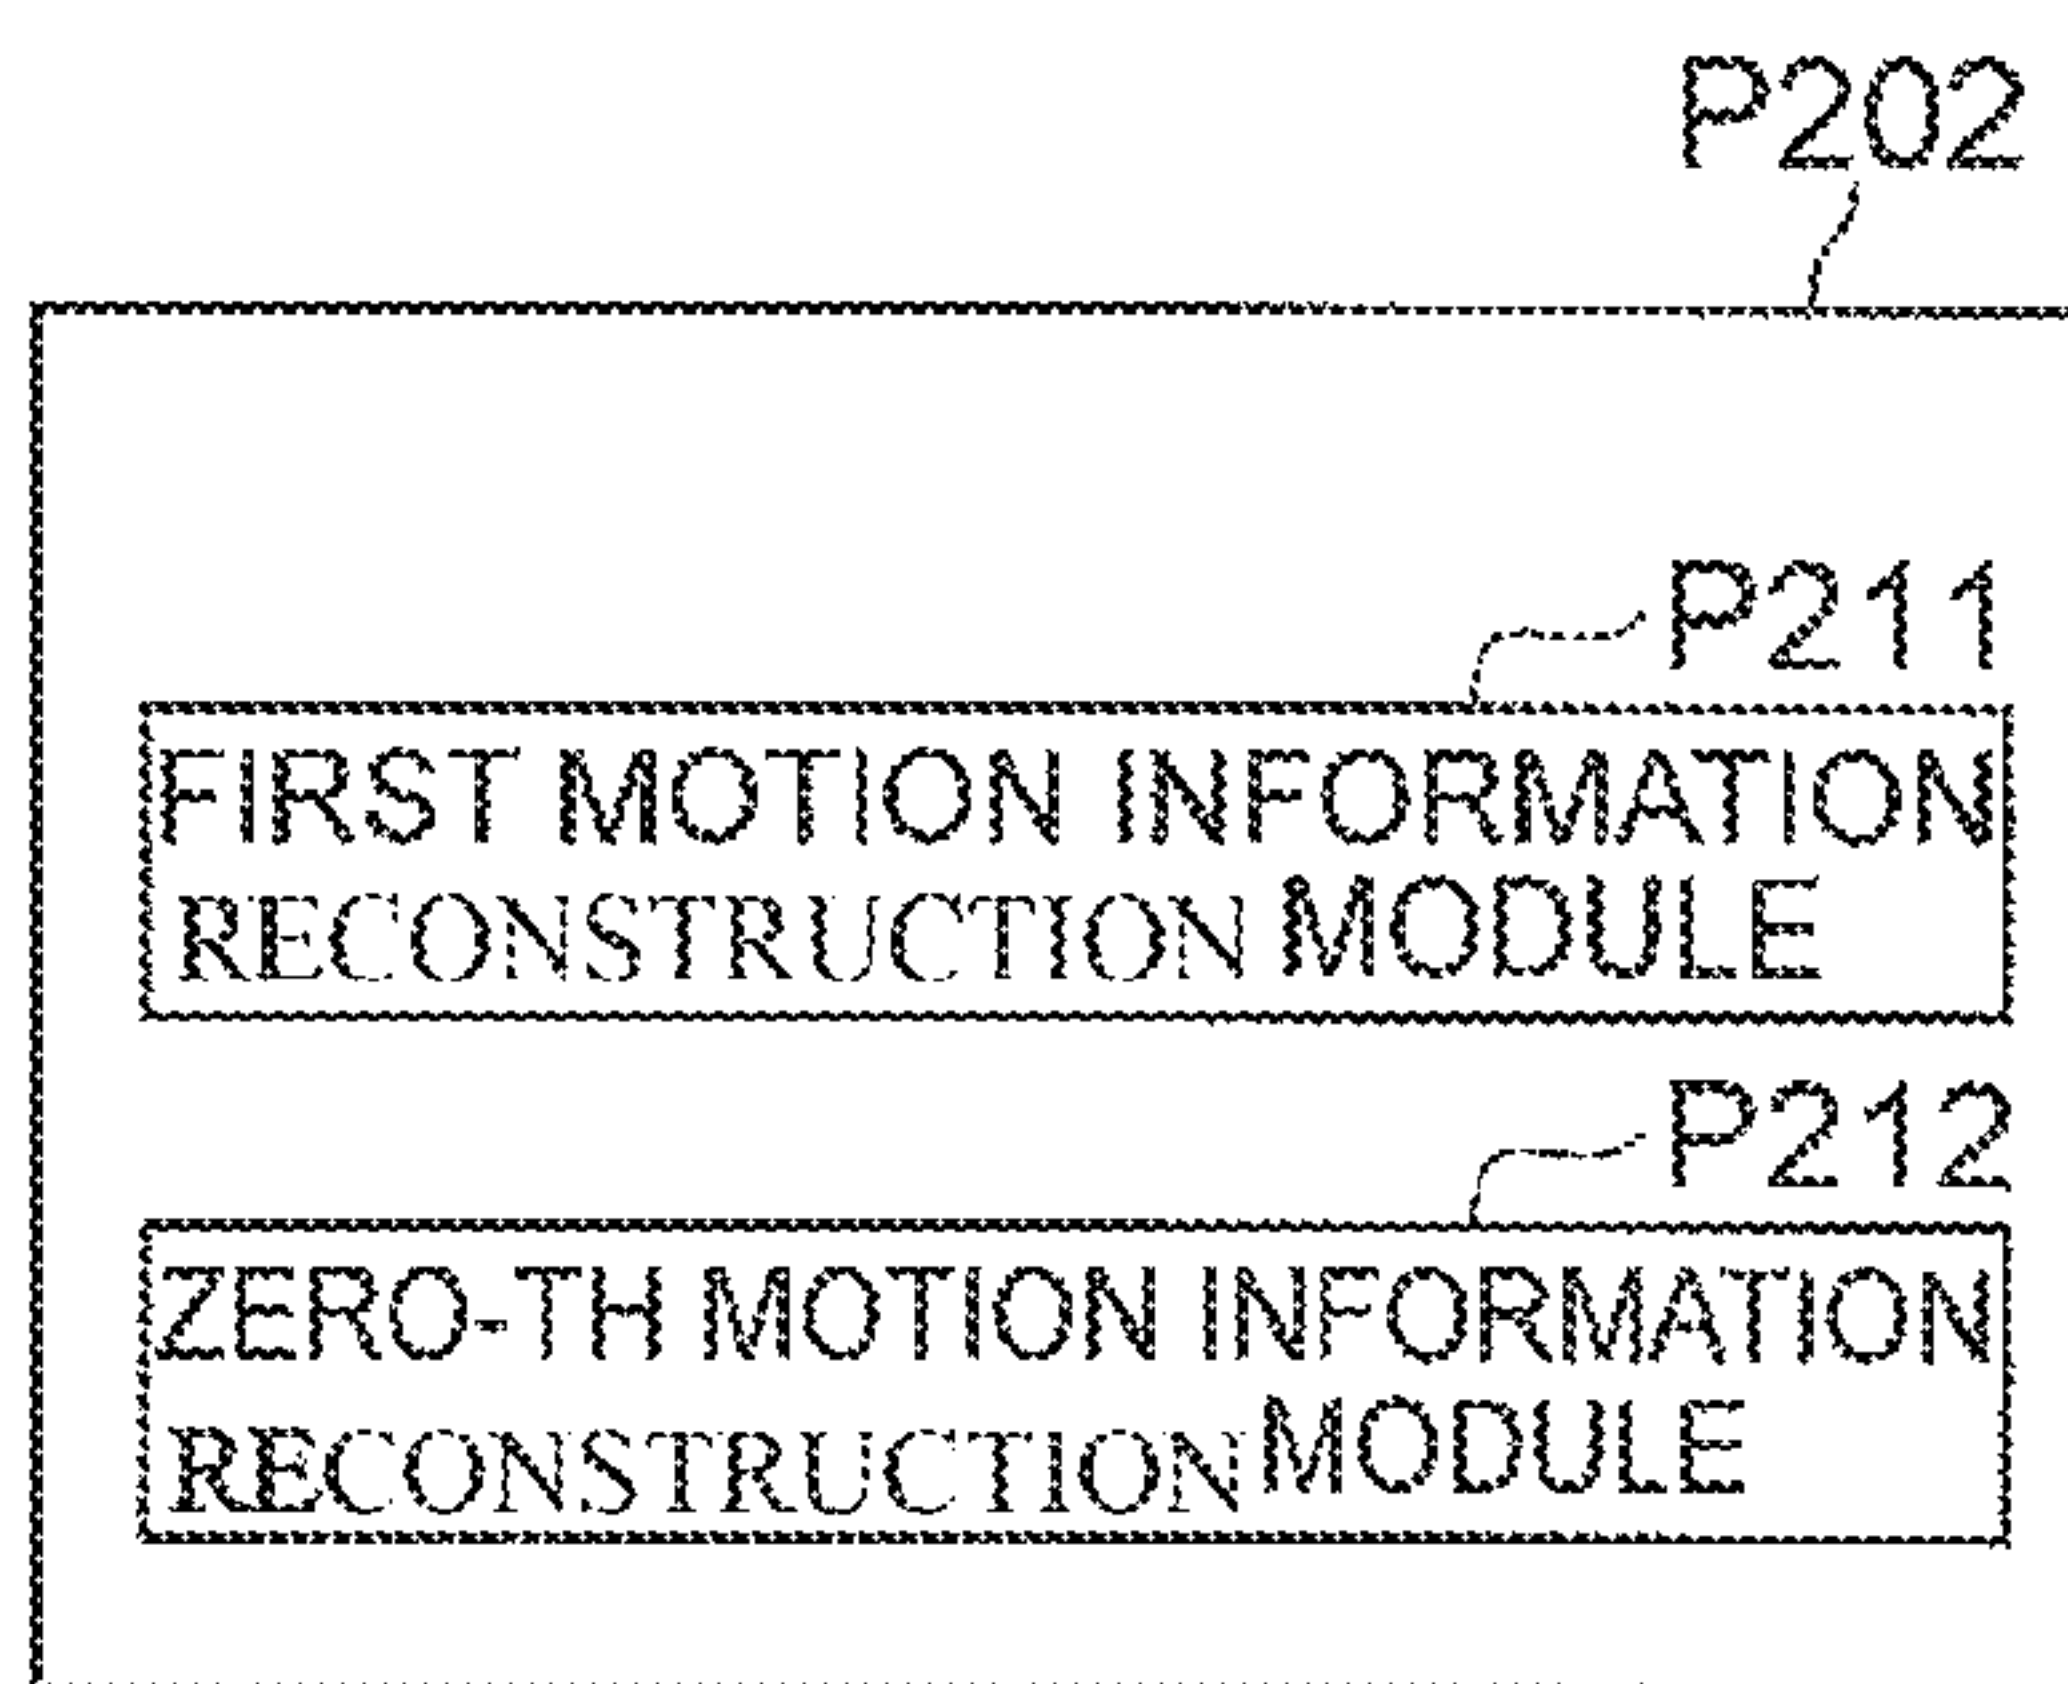 P202
P211
FIRST MOTION INFORMATION
RECONSTRUCTION MODULE
P212
ZERO-TH MOTION INFORMATION
RECONSTRUCTION MODULE